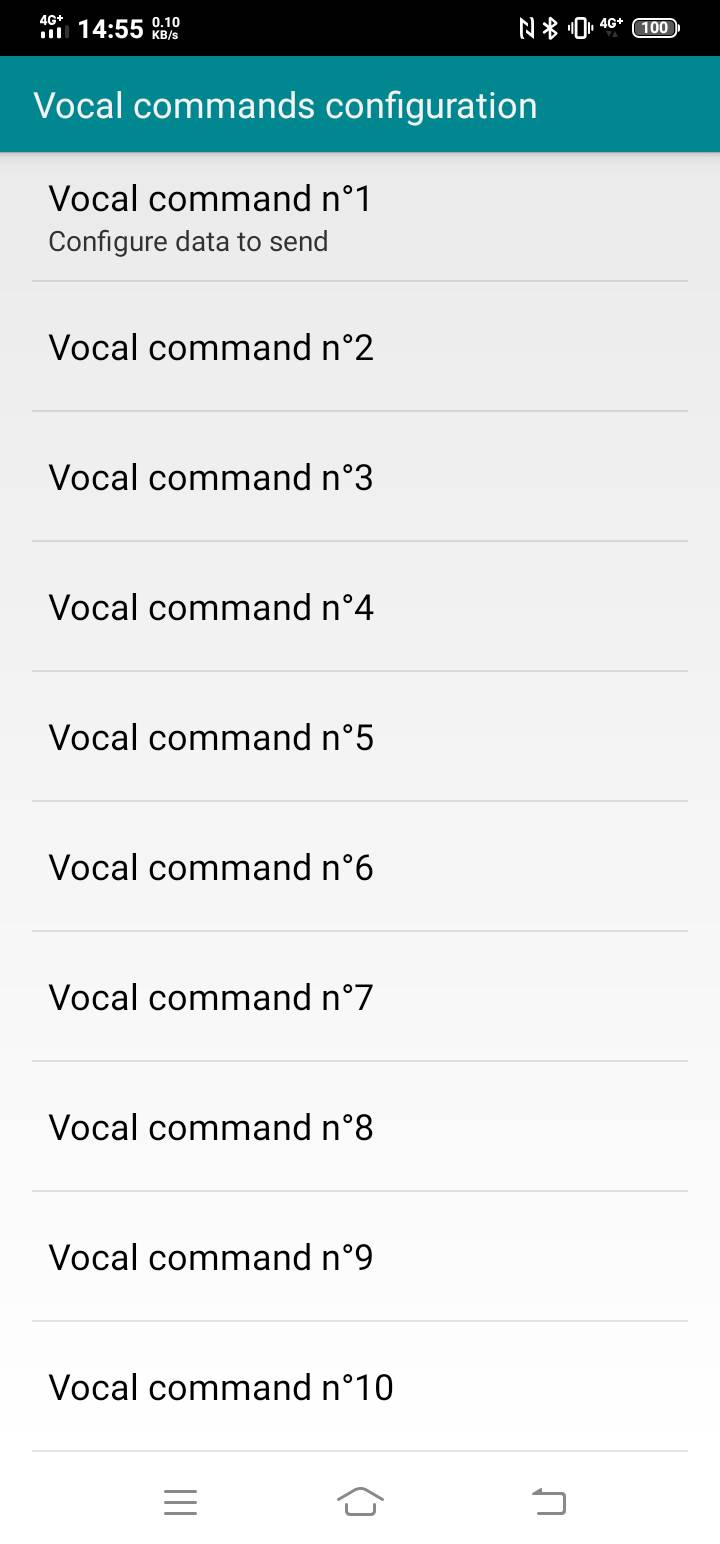 4G+ 14:55 0.10 KB/s 4G+ 100
Vocal commands configuration
Vocal command n°1
Configure data to send
Vocal command n°2
Vocal command n°3
Vocal command n°4
Vocal command n°5
Vocal command n°6
Vocal command n°7
Vocal command n°8
Vocal command n°9
Vocal command n°10